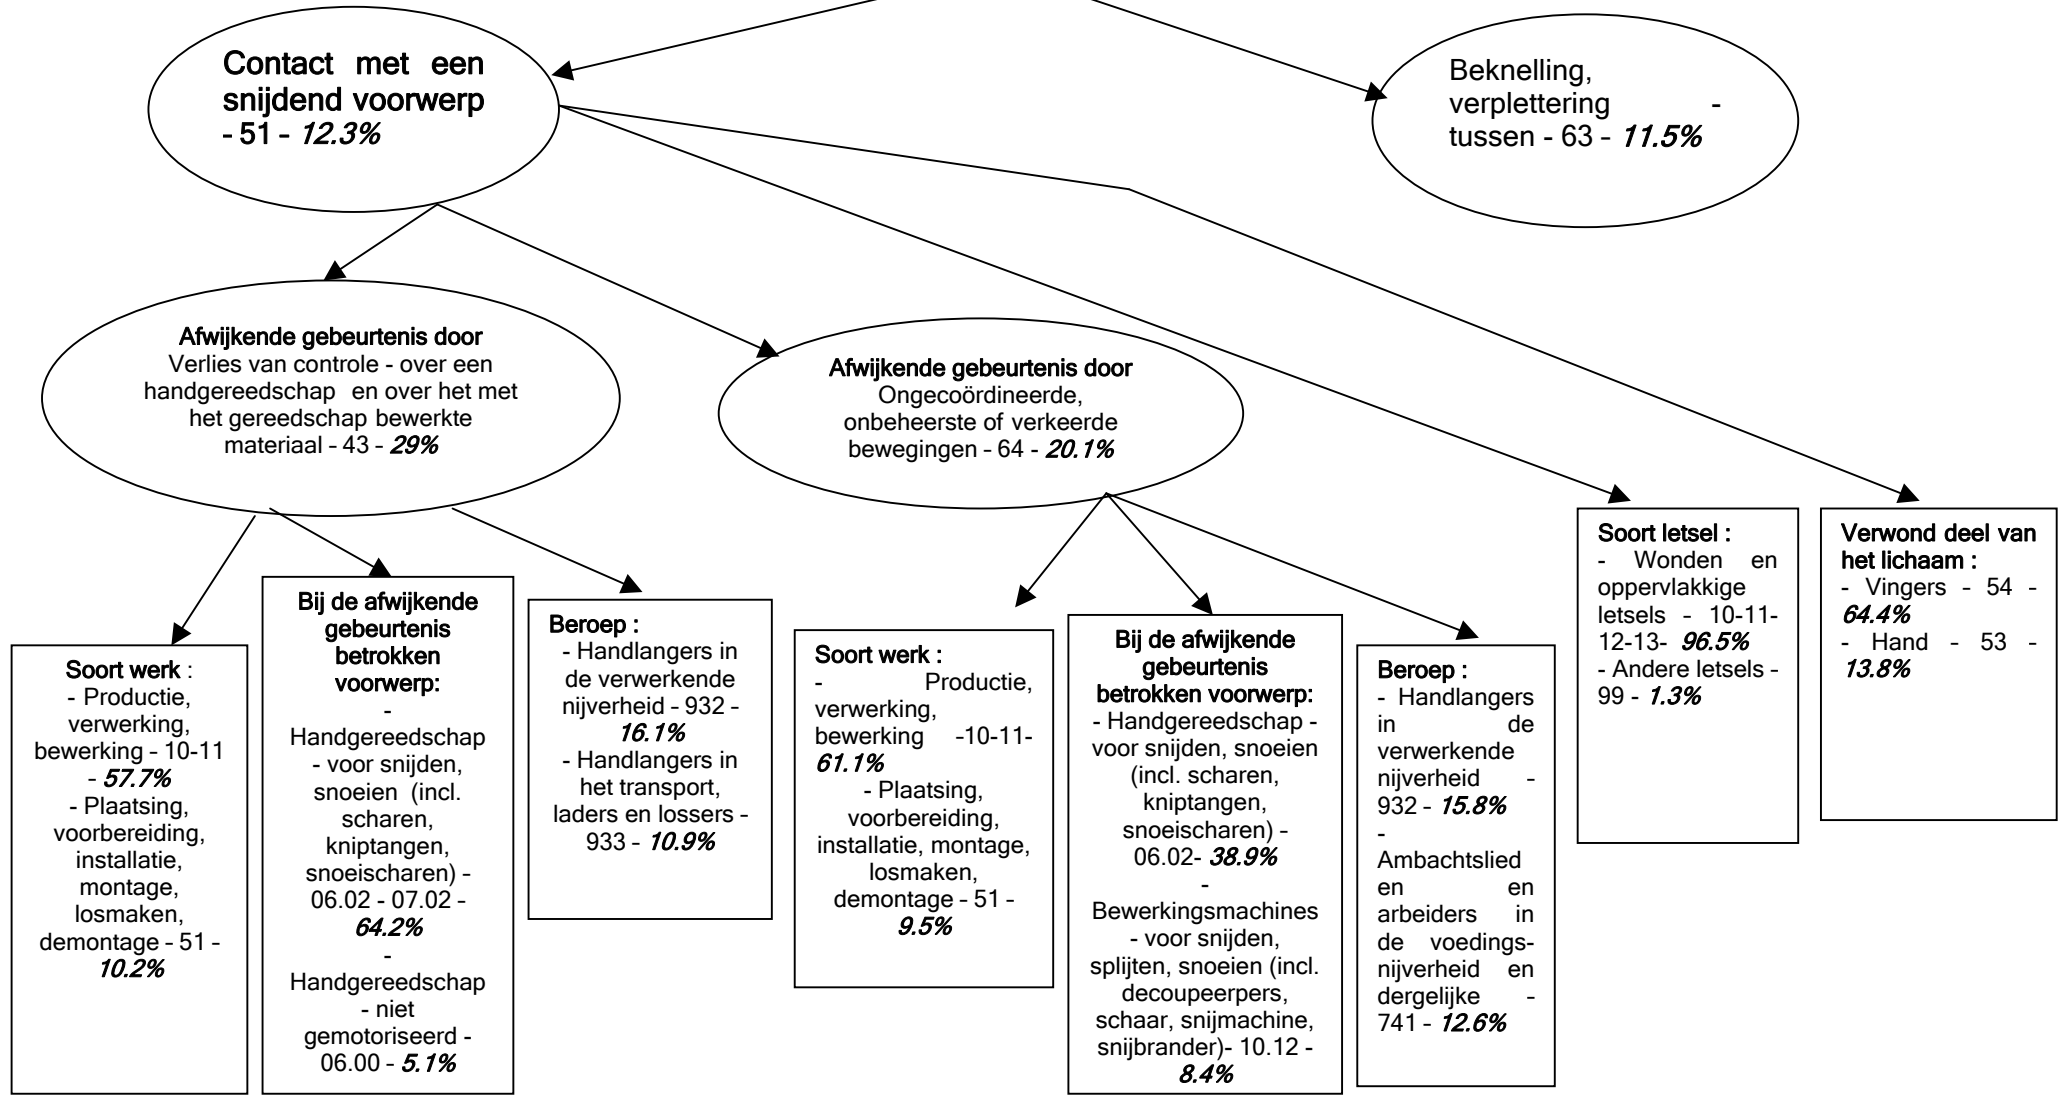 Contact met een
snijdend voorwerp
- 51 - 12.3%
Beknelling,
verplettering -
tussen - 63 - 11.5%
Afwijkende gebeurtenis door
Verlies van controle - over een
handgereedschap en over het met
het gereedschap bewerkte
materiaal - 43 - 29%
Afwijkende gebeurtenis door
Ongecoördineerde,
onbeheerste of verkeerde
bewegingen - 64 - 20.1%
Soort werk :
- Productie,
verwerking,
bewerking - 10-11
- 57.7%
- Plaatsing,
voorbereiding,
installatie,
montage,
losmaken,
demontage - 51 -
10.2%
Bij de afwijkende
gebeurtenis
betrokken
voorwerp:
-
Handgereedschap
- voor snijden,
snoeien (incl.
scharen,
kniptangen,
snoeischaren) -
06.02 - 07.02 -
64.2%
-
Handgereedschap
- niet
gemotoriseerd -
06.00 - 5.1%
Beroep :
- Handlangers in
de verwerkende
nijverheid - 932 -
16.1%
- Handlangers in
het transport,
laders en lossers -
933 - 10.9%
Soort werk :
- Productie,
verwerking,
bewerking -10-11-
61.1%
- Plaatsing,
voorbereiding,
installatie, montage,
losmaken,
demontage - 51 -
9.5%
Bij de afwijkende
gebeurtenis
betrokken voorwerp:
- Handgereedschap -
voor snijden, snoeien
(incl. scharen,
kniptangen,
snoeischaren) -
06.02- 38.9%
-
Bewerkingsmachines
- voor snijden,
splijten, snoeien (incl.
decoupeerpers,
schaar, snijmachine,
snijbrander)- 10.12 -
8.4%
Beroep :
- Handlangers
in de
verwerkende
nijverheid -
932 - 15.8%
-
Ambachtslied
en en
arbeiders in
de voedings-
nijverheid en
dergelijke -
741 - 12.6%
Soort letsel :
- Wonden en
oppervlakkige
letsels - 10-11-
12-13- 96.5%
- Andere letsels -
99 - 1.3%
Verwond deel van
het lichaam :
- Vingers - 54 -
64.4%
- Hand - 53 -
13.8%